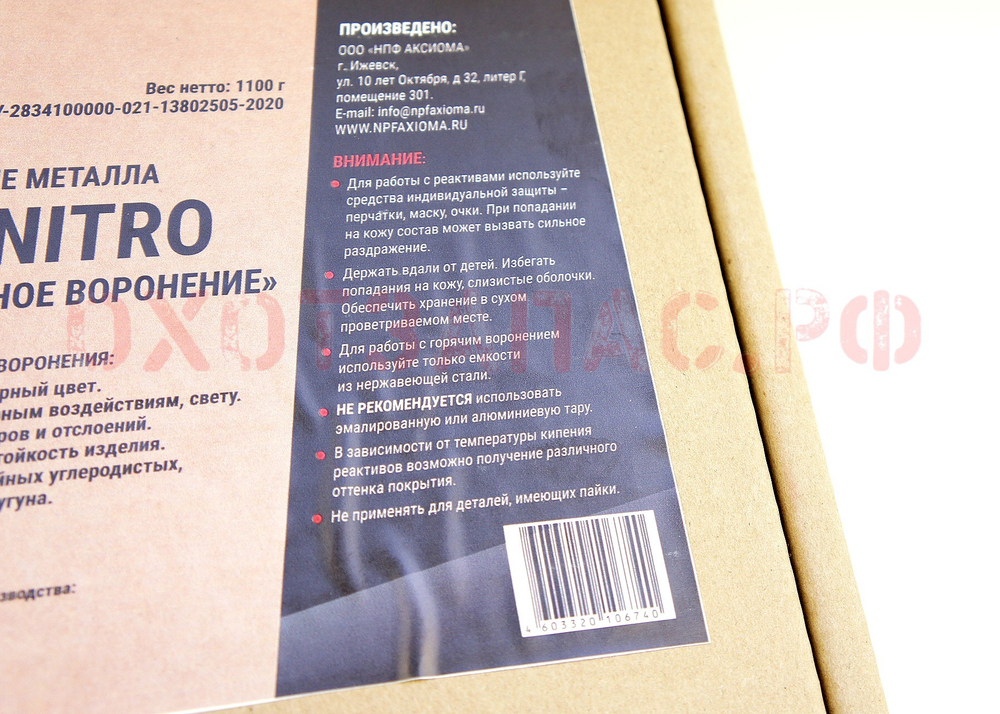 Вес нетто: 1100 г
-2834100000-021-13802505-2020
Е МЕТАЛЛА
NITRO
НОЕ ВОРОНЕНИЕ»
ВОРОНЕНИЯ:
рный цвет.
ным воздействиям, свету.
ров и отслоений.
тойкость изделия.
йных углеродистых,
угуна.
зводства:
ПРОИЗВЕДЕНО:
ООО «НПФ АКСИОМА»
г. Ижевск,
ул. 10 лет Октября, д 32, литер Г,
помещение 301.
E-mail: info@npfaxioma.ru
WWW.NPFAXIOMA.RU
ВНИМАНИЕ:
Для работы с реактивами используйте
средства индивидуальной защиты –
перчатки, маску, очки. При попадании
на кожу состав может вызвать сильное
раздражение.
Держать вдали от детей. Избегать
попадания на кожу, слизистые оболочки.
Обеспечить хранение в сухом
проветриваемом месте.
Для работы с горячим воронением
используйте только емкости
из нержавеющей стали.
НЕ РЕКОМЕНДУЕТСЯ использовать
эмалированную или алюминиевую тару.
В зависимости от температуры кипения
реактивов возможно получение различного
оттенка покрытия.
Не применять для деталей, имеющих пайки.
4 603320 106740
ОХОТЗАПАС.РФ